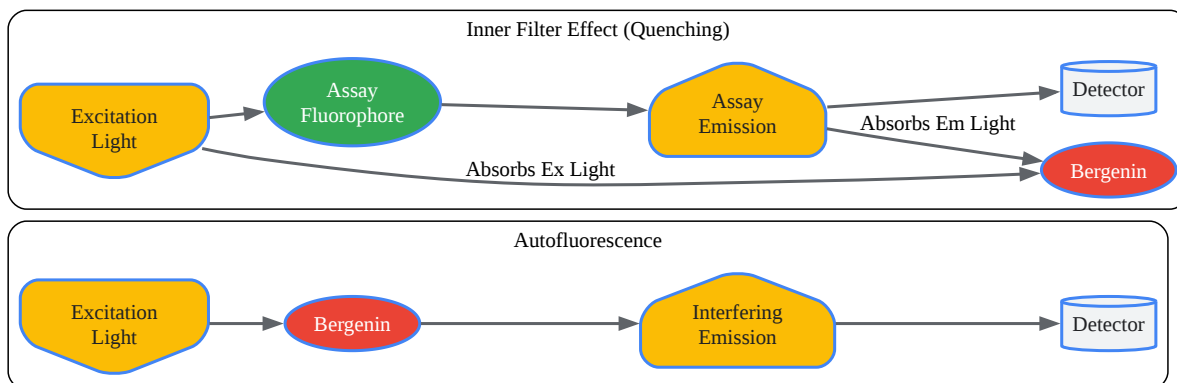 Inner Filter Effect (Quenching)
Excitation
Light
Assay
Fluorophore
Assay
Emission
Detector
Absorbs Em Light
Absorbs Ex Light
Bergenin
Autofluorescence
Excitation
Light
Bergenin
Interfering
Emission
Detector